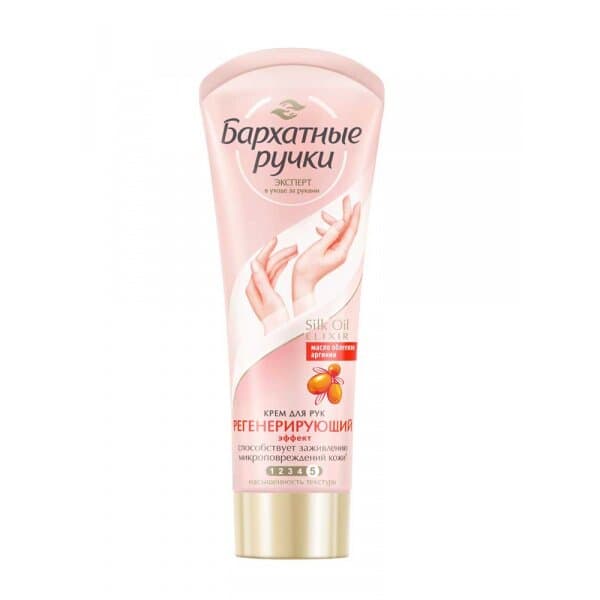 Бархатные
ручки
ЭКСПЕРТ
в уходе за руками
Silk Oil
ELIXIR
масло облепихи
аргинин
КРЕМ ДЛЯ РУК
РЕГЕНЕРИРУЮЩИЙ
эффект
способствует заживлению
микроповреждений кожи
1 2 3 4 5
насыщенность текстуры